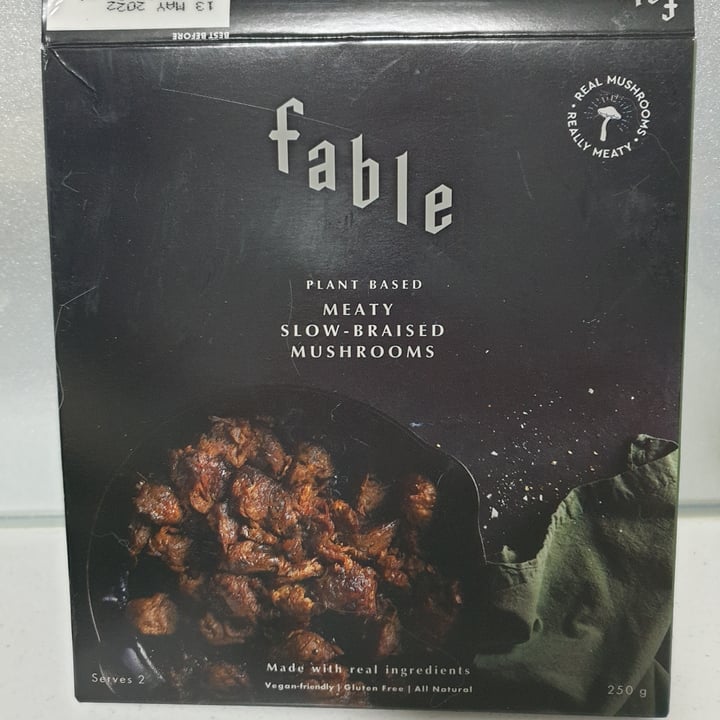 13 MAY 2022
BEST BEFORE
fable
REAL MUSHROOMS • REALLY MEATY •
PLANT BASED
MEATY
SLOW-BRAISED
MUSHROOMS
Made with real ingredients
Serves 2
Vegan-friendly | Gluten Free | All Natural
250 g